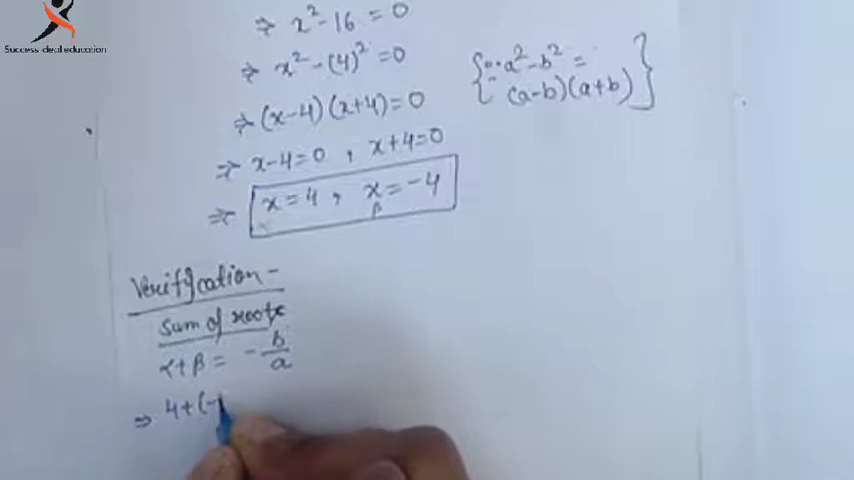 Success ideal education
⇒ x² - 16 = 0
⇒ x² - (4)² = 0
⇒ (x-4) (x+4) = 0
{∵ a² - b² =
(a-b)(a+b)}
⇒ x-4=0 , x+4=0
⇒ x=4 , x=-4
β
Verification -
Sum of roots
α+β = - b/a
⇒ 4+(-